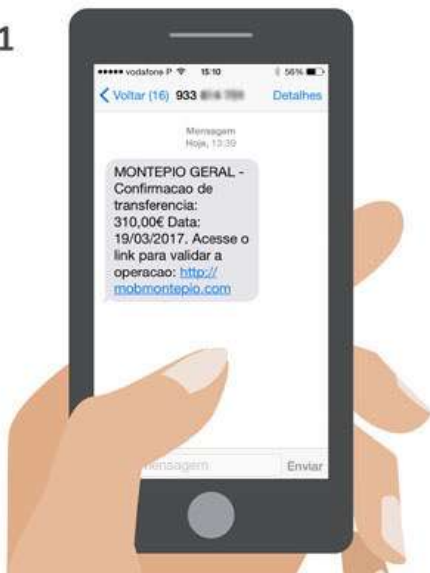 1
vodafone P 15:10 56%
Voltar (16) 933 Detalhes
Mensagem
Hoje, 13:39
MONTEPIO GERAL -
Confirmacao de
transferencia:
310,00€ Data:
19/03/2017. Acesse o
link para validar a
operacao: http://
mobmontepio.com
mensagem Enviar